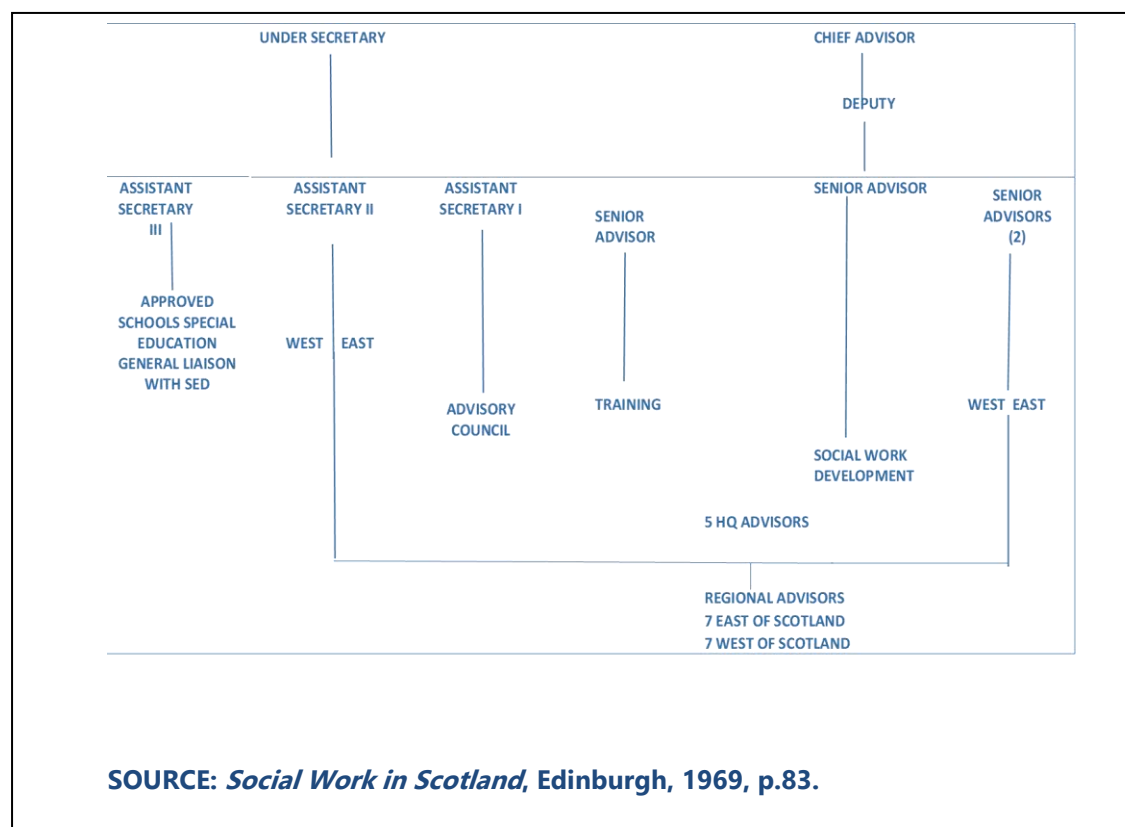 UNDER SECRETARY
CHIEF ADVISOR
DEPUTY
ASSISTANT
SECRETARY
III
ASSISTANT
SECRETARY II
ASSISTANT
SECRETARY I
SENIOR
ADVISOR
SENIOR ADVISOR
SENIOR
ADVISORS
(2)
APPROVED
SCHOOLS SPECIAL
EDUCATION
GENERAL LIAISON
WITH SED
WEST EAST
ADVISORY
COUNCIL
TRAINING
SOCIAL WORK
DEVELOPMENT
WEST EAST
5 HQ ADVISORS
REGIONAL ADVISORS
7 EAST OF SCOTLAND
7 WEST OF SCOTLAND
SOURCE: Social Work in Scotland, Edinburgh, 1969, p.83.